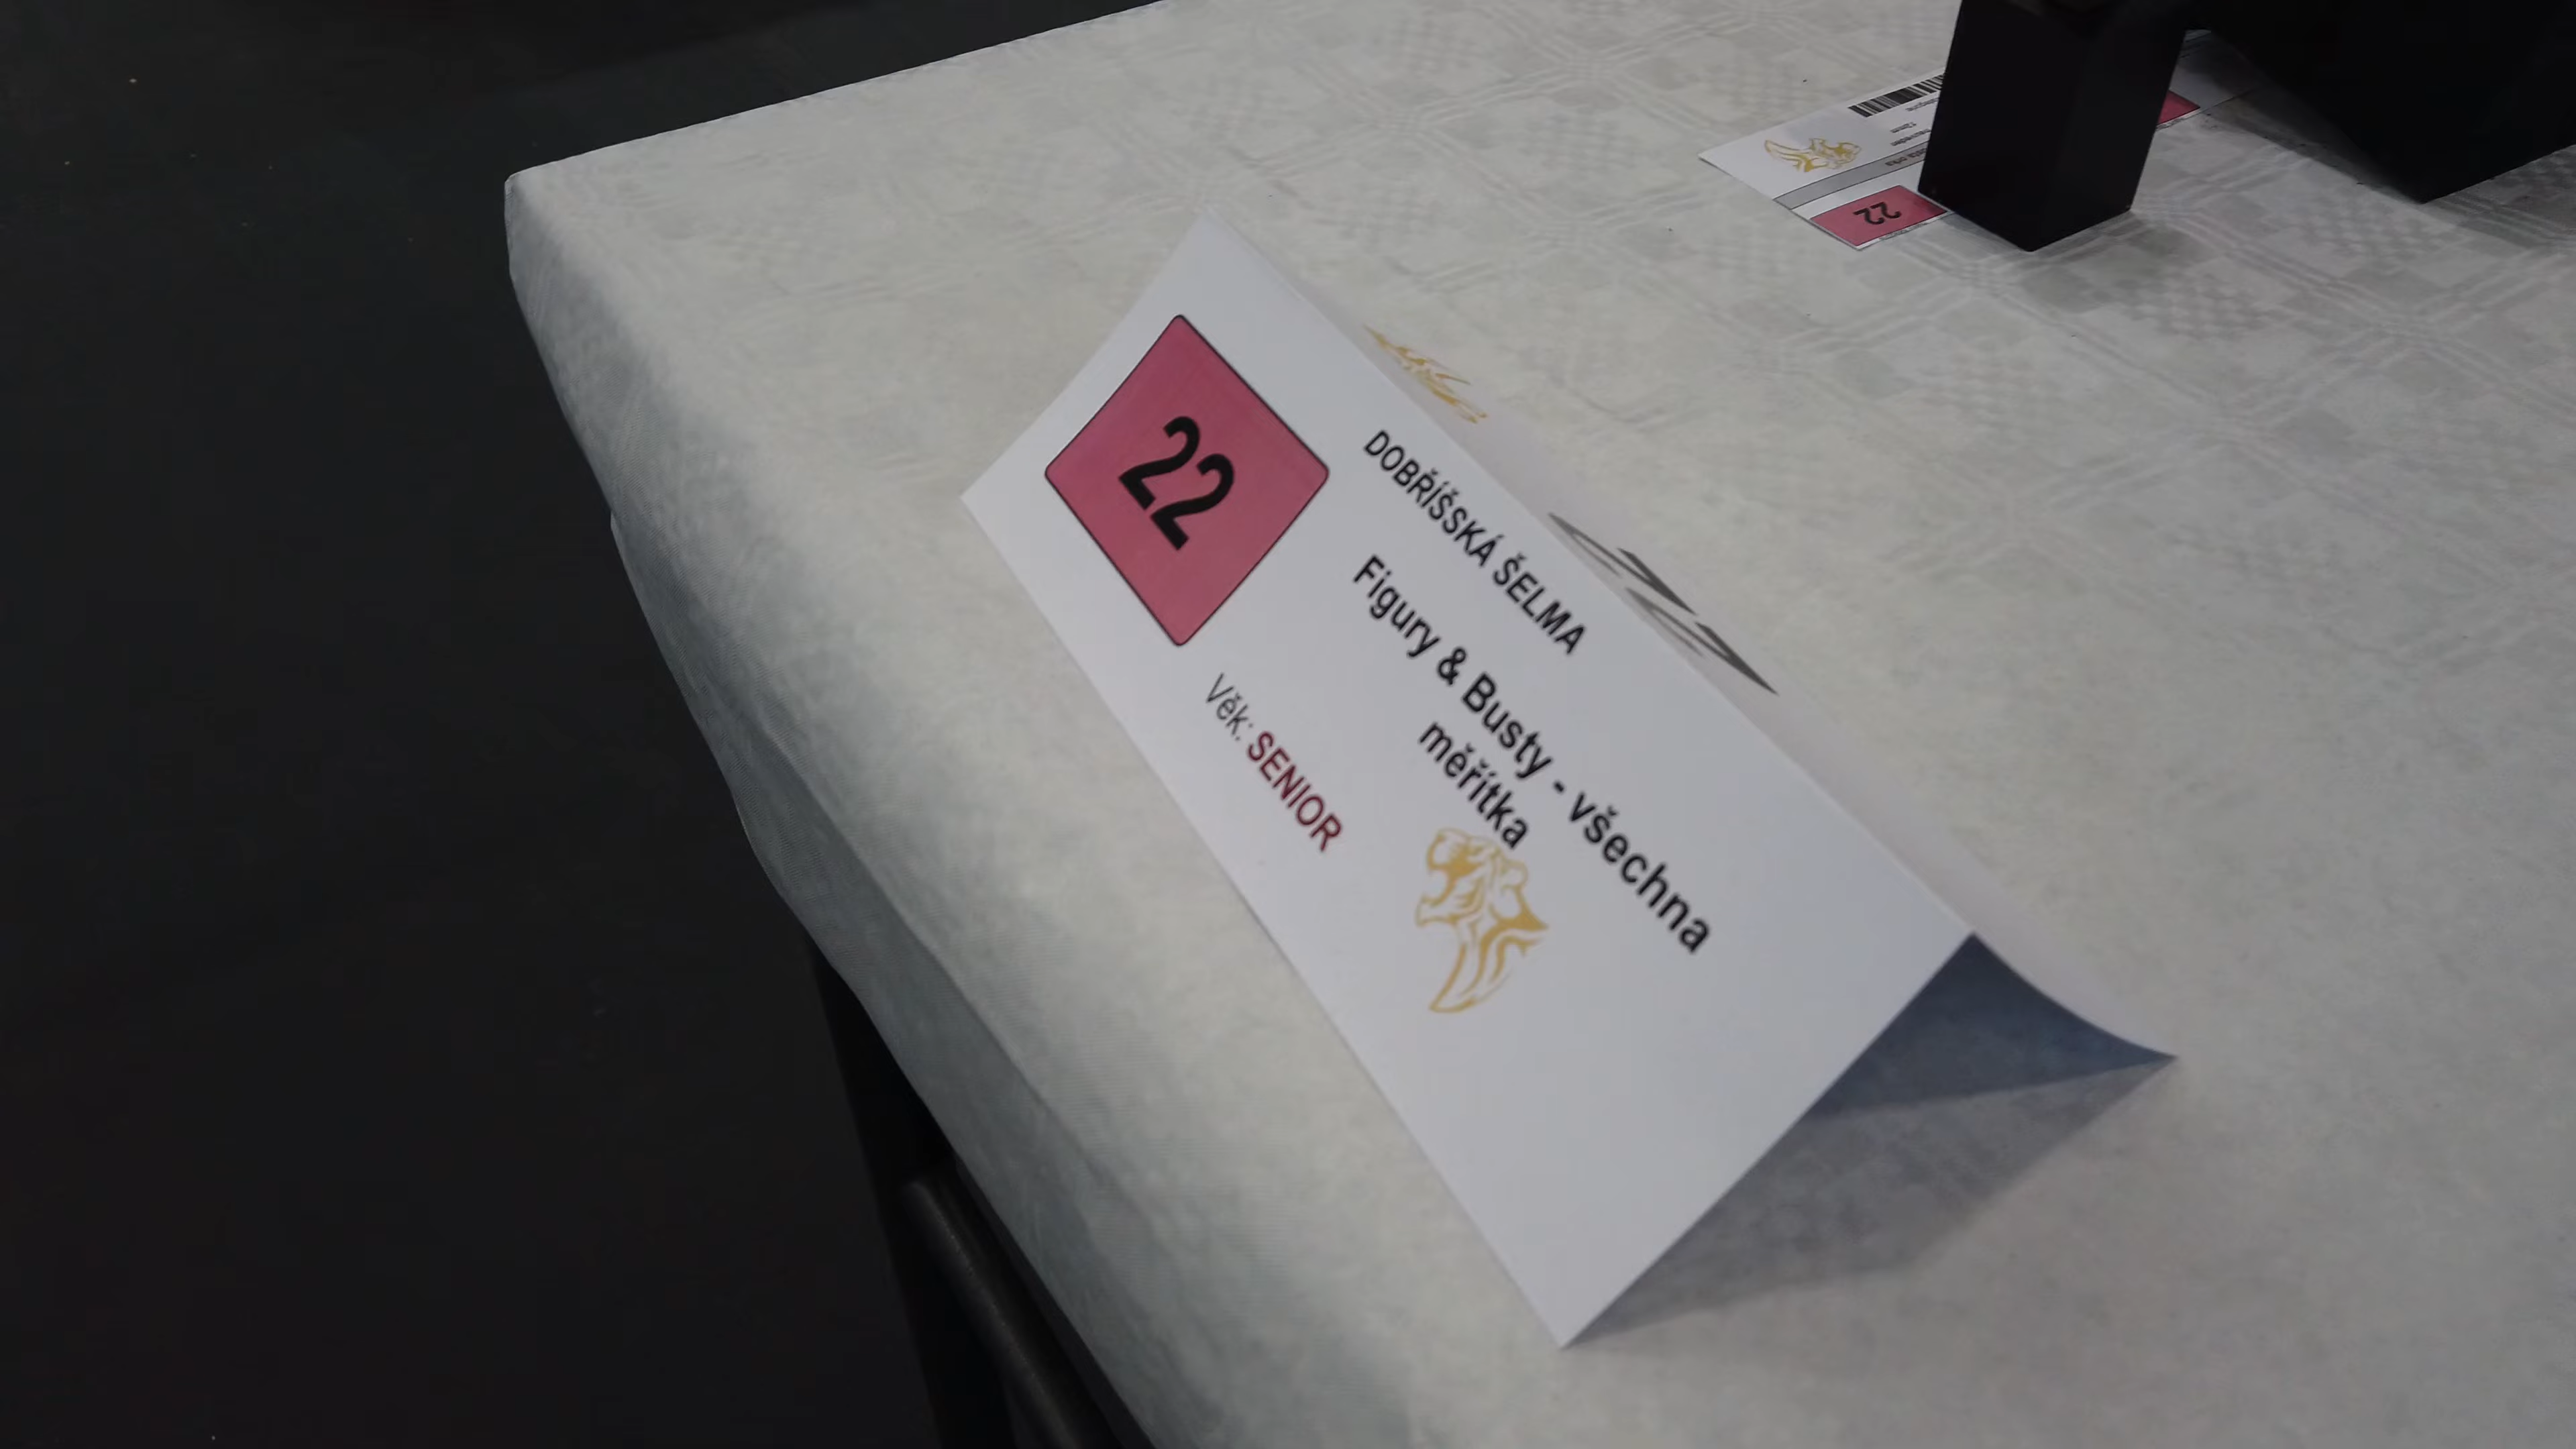 22
DOBŘÍŠSKÁ ŠELMA
Figury & Busty - všechna
měřítka
Věk: SENIOR
22